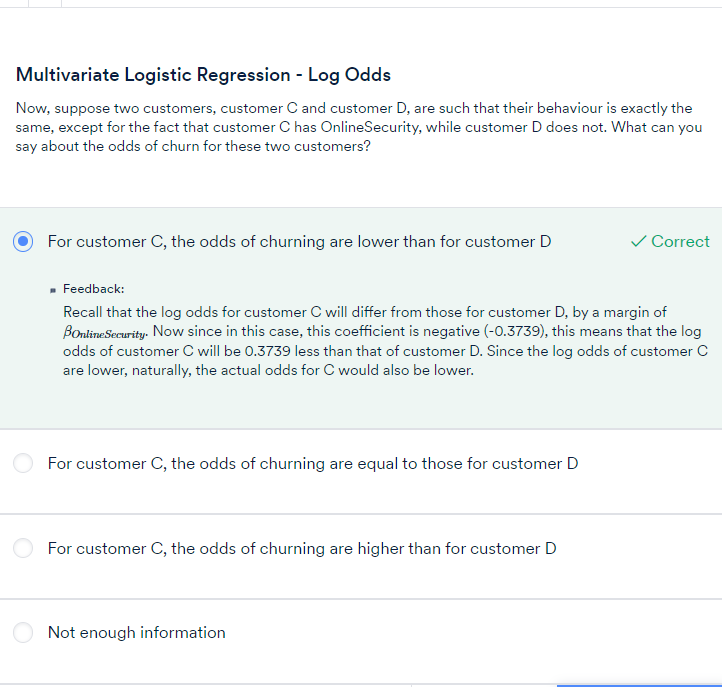 Multivariate Logistic Regression - Log Odds
Now, suppose two customers, customer C and customer D, are such that their behaviour is exactly the
same, except for the fact that customer C has OnlineSecurity, while customer D does not. What can you
say about the odds of churn for these two customers?
For customer C, the odds of churning are lower than for customer D
✓ Correct
Feedback:
Recall that the log odds for customer C will differ from those for customer D, by a margin of
βOnlineSecurity. Now since in this case, this coefficient is negative (-0.3739), this means that the log
odds of customer C will be 0.3739 less than that of customer D. Since the log odds of customer C
are lower, naturally, the actual odds for C would also be lower.
For customer C, the odds of churning are equal to those for customer D
For customer C, the odds of churning are higher than for customer D
Not enough information